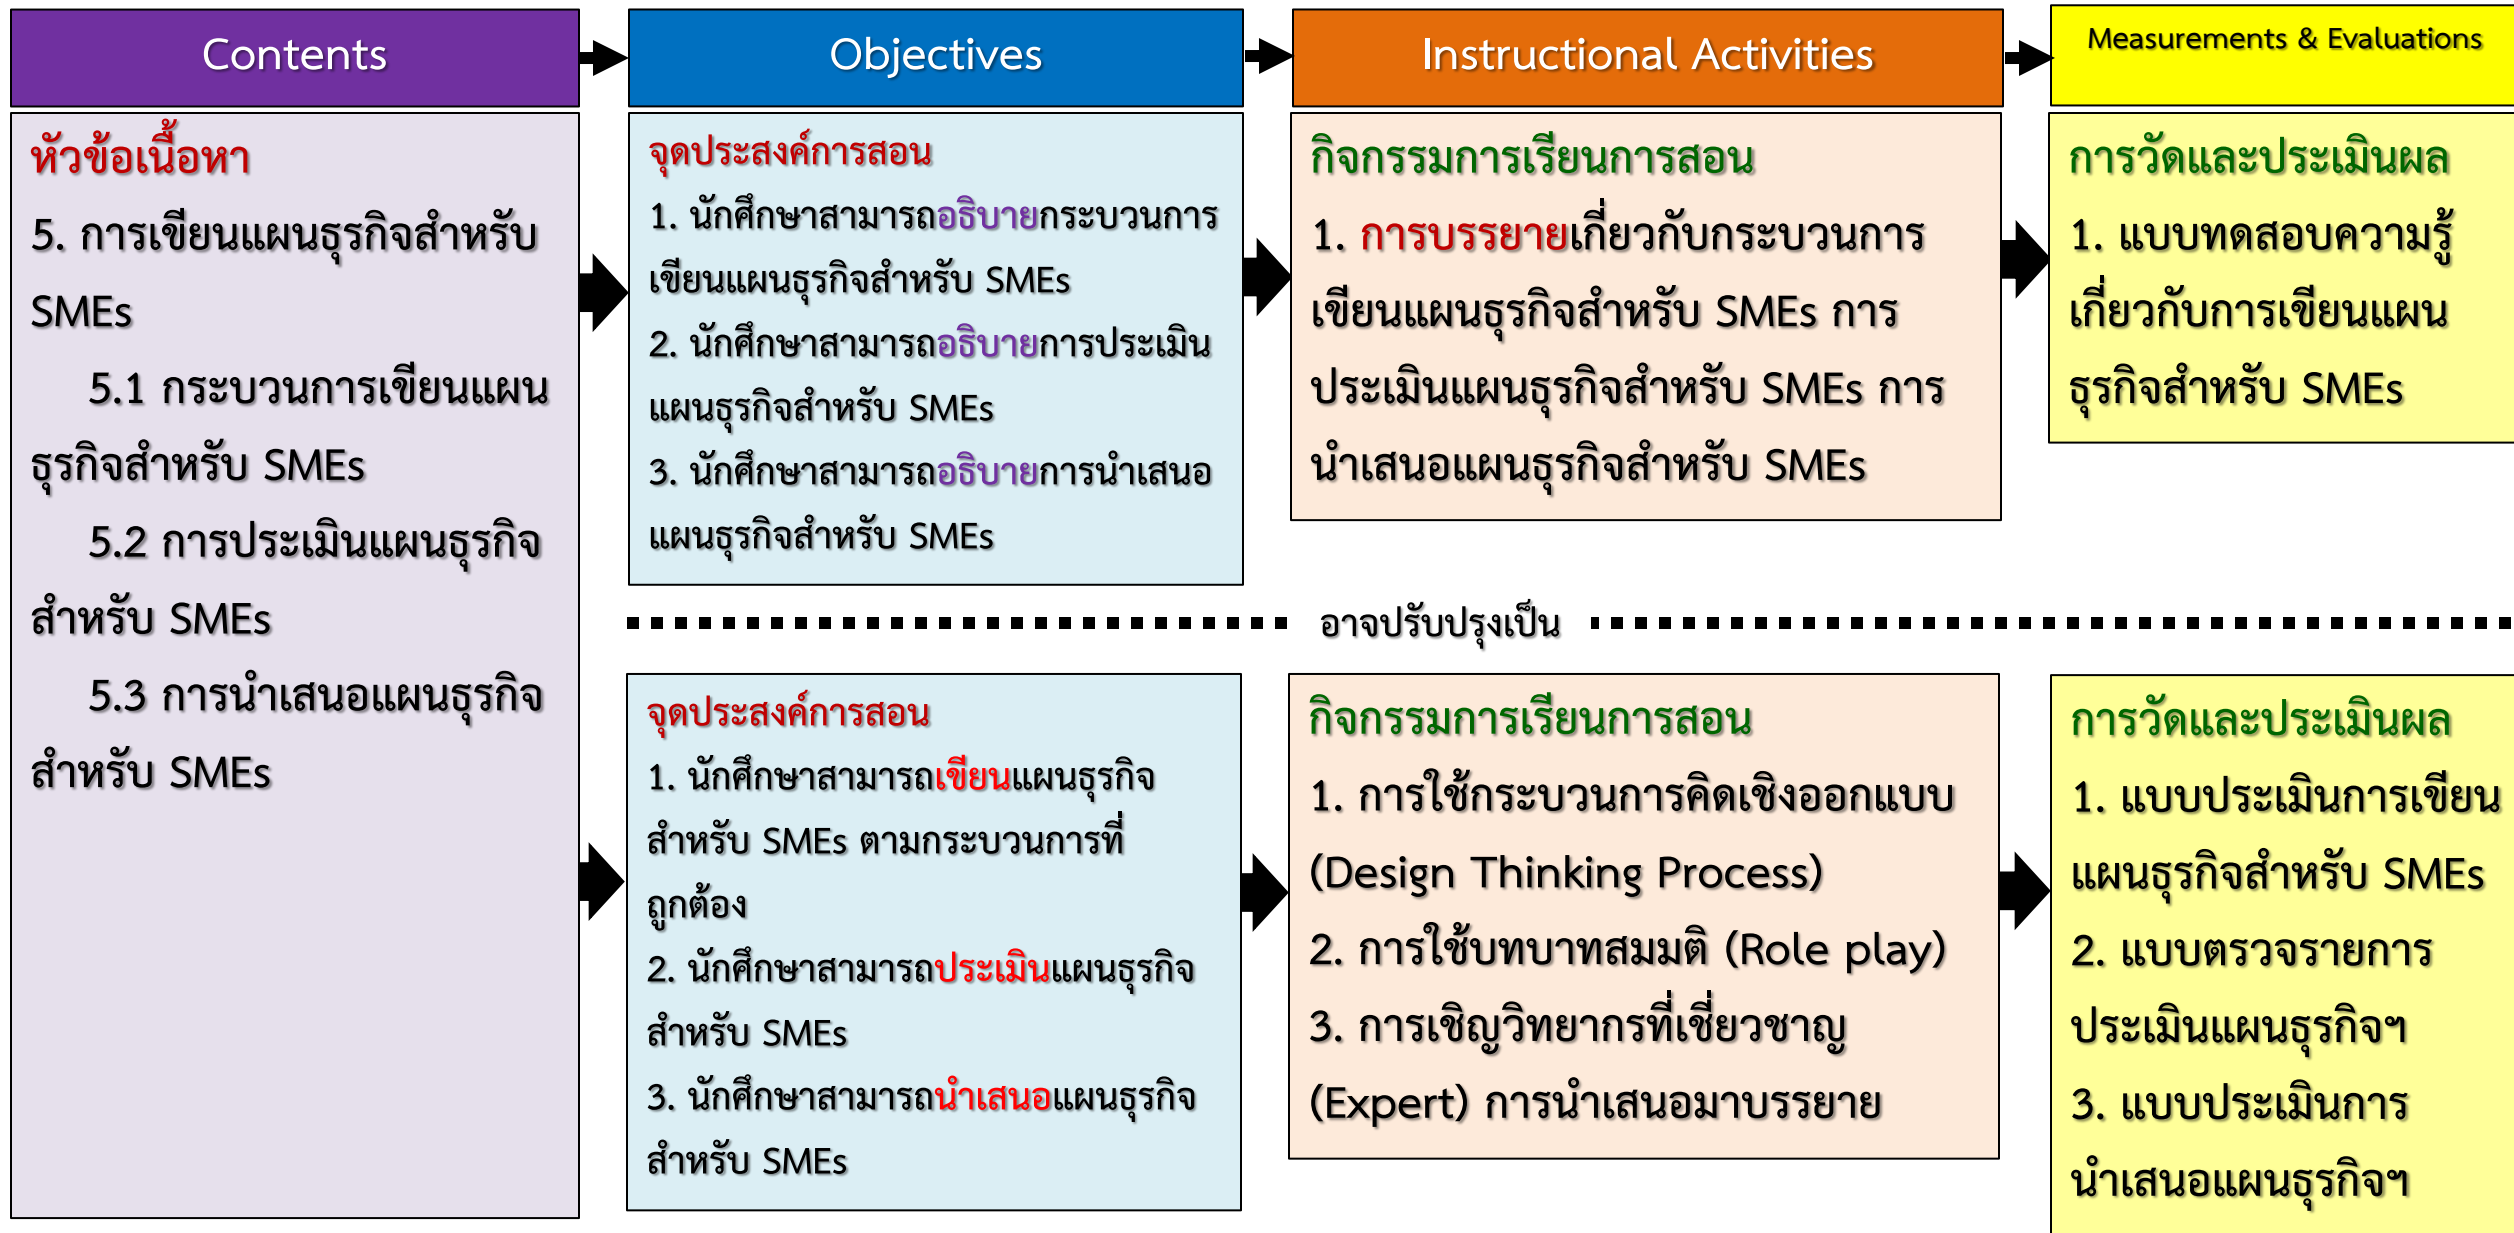 Contents
Objectives
Instructional Activities
Measurements & Evaluations
หัวข้อเนื้อหา
5. การเขียนแผนธุรกิจสำหรับ
SMEs
5.1 กระบวนการเขียนแผน
ธุรกิจสำหรับ SMEs
5.2 การประเมินแผนธุรกิจ
สำหรับ SMEs
5.3 การนำเสนอแผนธุรกิจ
สำหรับ SMEs
จุดประสงค์การสอน
1. นักศึกษาสามารถอธิบายกระบวนการ
เขียนแผนธุรกิจสำหรับ SMEs
2. นักศึกษาสามารถอธิบายการประเมิน
แผนธุรกิจสำหรับ SMEs
3. นักศึกษาสามารถอธิบายการนำเสนอ
แผนธุรกิจสำหรับ SMEs
กิจกรรมการเรียนการสอน
1. การบรรยายเกี่ยวกับกระบวนการ
เขียนแผนธุรกิจสำหรับ SMEs การ
ประเมินแผนธุรกิจสำหรับ SMEs การ
นำเสนอแผนธุรกิจสำหรับ SMEs
การวัดและประเมินผล
1. แบบทดสอบความรู้
เกี่ยวกับการเขียนแผน
ธุรกิจสำหรับ SMEs
อาจปรับปรุงเป็น
จุดประสงค์การสอน
1. นักศึกษาสามารถเขียนแผนธุรกิจ
สำหรับ SMEs ตามกระบวนการที่
ถูกต้อง
2. นักศึกษาสามารถประเมินแผนธุรกิจ
สำหรับ SMEs
3. นักศึกษาสามารถนำเสนอแผนธุรกิจ
สำหรับ SMEs
กิจกรรมการเรียนการสอน
1. การใช้กระบวนการคิดเชิงออกแบบ
(Design Thinking Process)
2. การใช้บทบาทสมมติ (Role play)
3. การเชิญวิทยากรที่เชี่ยวชาญ
(Expert) การนำเสนอมาบรรยาย
การวัดและประเมินผล
1. แบบประเมินการเขียน
แผนธุรกิจสำหรับ SMEs
2. แบบตรวจรายการ
ประเมินแผนธุรกิจฯ
3. แบบประเมินการ
นำเสนอแผนธุรกิจฯ